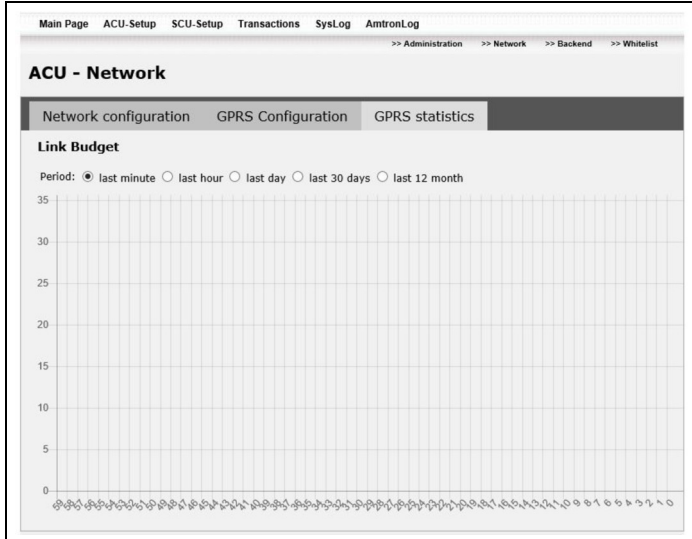 Main Page ACU-Setup SCU-Setup Transactions SysLog AmtronLog
>> Administration >> Network >> Backend >> Whitelist
ACU - Network
Network configuration GPRS Configuration GPRS statistics
Link Budget
Period: last minute last hour last day last 30 days last 12 month
35
30
25
20
15
10
5
0
59 58 57 56 55 54 53 52 51 50 49 48 47 46 45 44 43 42 41 40 39 38 37 36 35 34 33 32 31 30 29 28 27 26 25 24 23 22 21 20 19 18 17 16 15 14 13 12 11 10 9 8 7 6 5 4 3 2 1 0